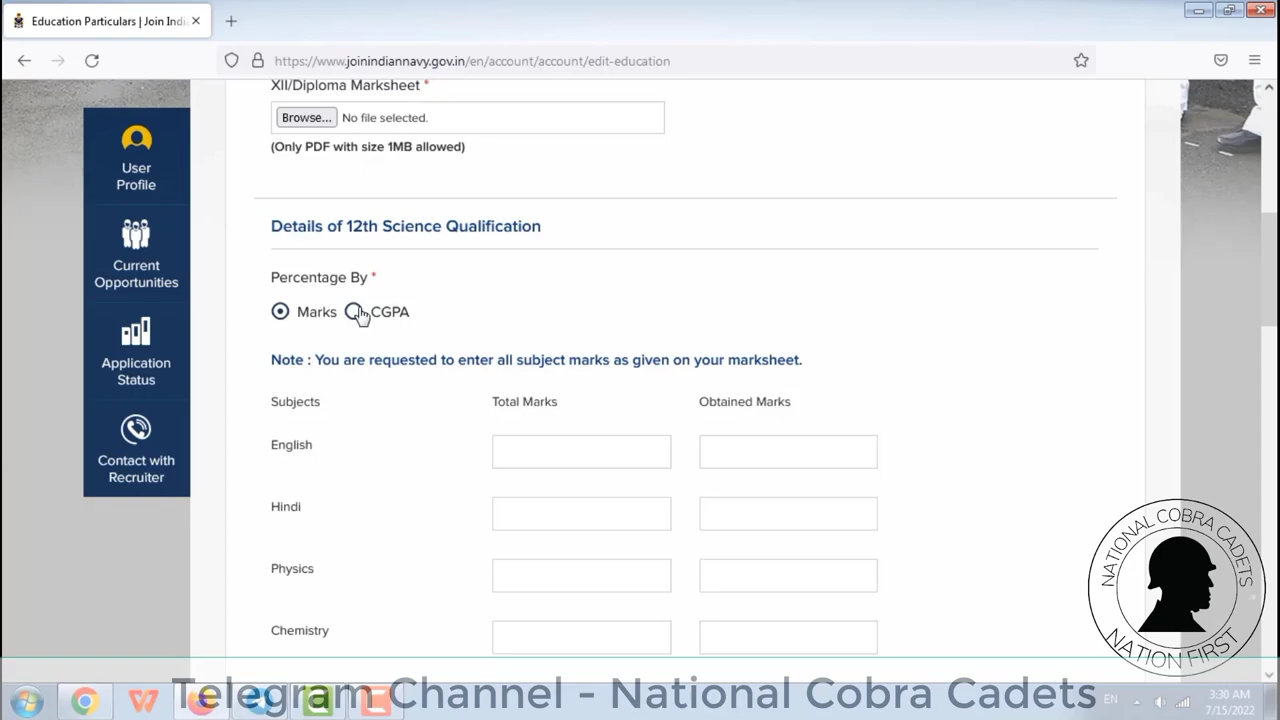 Education Particulars | Join Indi
https://www.joinindiannavy.gov.in/en/account/account/edit-education
XII/Diploma Marksheet *
Browse... No file selected.
(Only PDF with size 1MB allowed)
User
Profile
Current
Opportunities
Application
Status
Contact with
Recruiter
Details of 12th Science Qualification
Percentage By *
Marks CGPA
Note : You are requested to enter all subject marks as given on your marksheet.
Subjects Total Marks Obtained Marks
English
Hindi
Physics
Chemistry
NATIONAL COBRA CADETS
NATION FIRST
Telegram Channel - National Cobra Cadets
EN
3:30 AM
7/15/2022